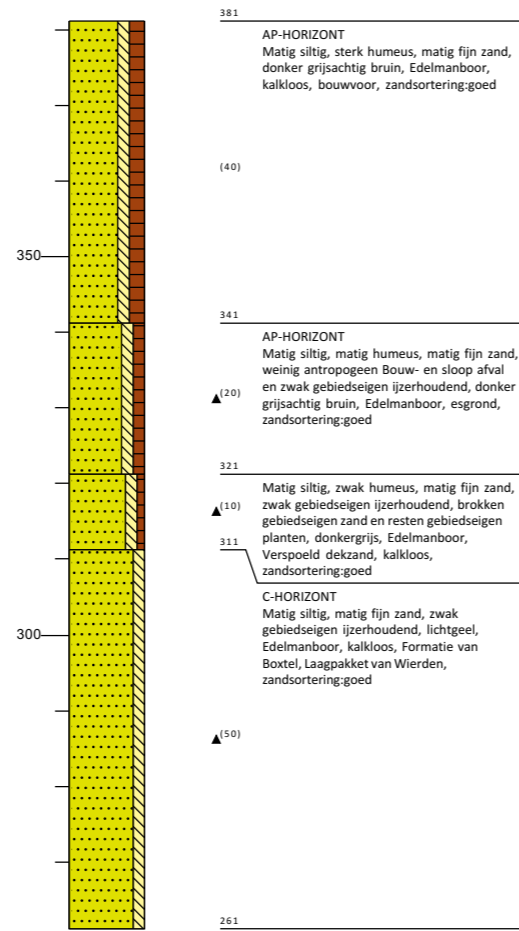 381
AP-HORIZONT
Matig siltig, sterk humeus, matig fijn zand,
donker grijsachtig bruin, Edelmanboor,
kalkloos, bouwvoor, zandsortering:goed
(40)
350
341
AP-HORIZONT
Matig siltig, matig humeus, matig fijn zand,
weinig antropogeen Bouw- en sloop afval
en zwak gebiedseigen ijzerhoudend, donker
grijsachtig bruin, Edelmanboor, esgrond,
zandsortering:goed
▲(20)
321
Matig siltig, zwak humeus, matig fijn zand,
zwak gebiedseigen ijzerhoudend, brokken
gebiedseigen zand en resten gebiedseigen
planten, donkergrijs, Edelmanboor,
Verspoeld dekzand, kalkloos,
zandsortering:goed
▲(10)
311
C-HORIZONT
Matig siltig, matig fijn zand, zwak
gebiedseigen ijzerhoudend, lichtgeel,
Edelmanboor, kalkloos, Formatie van
Boxtel, Laagpakket van Wierden,
zandsortering:goed
300
▲(50)
261